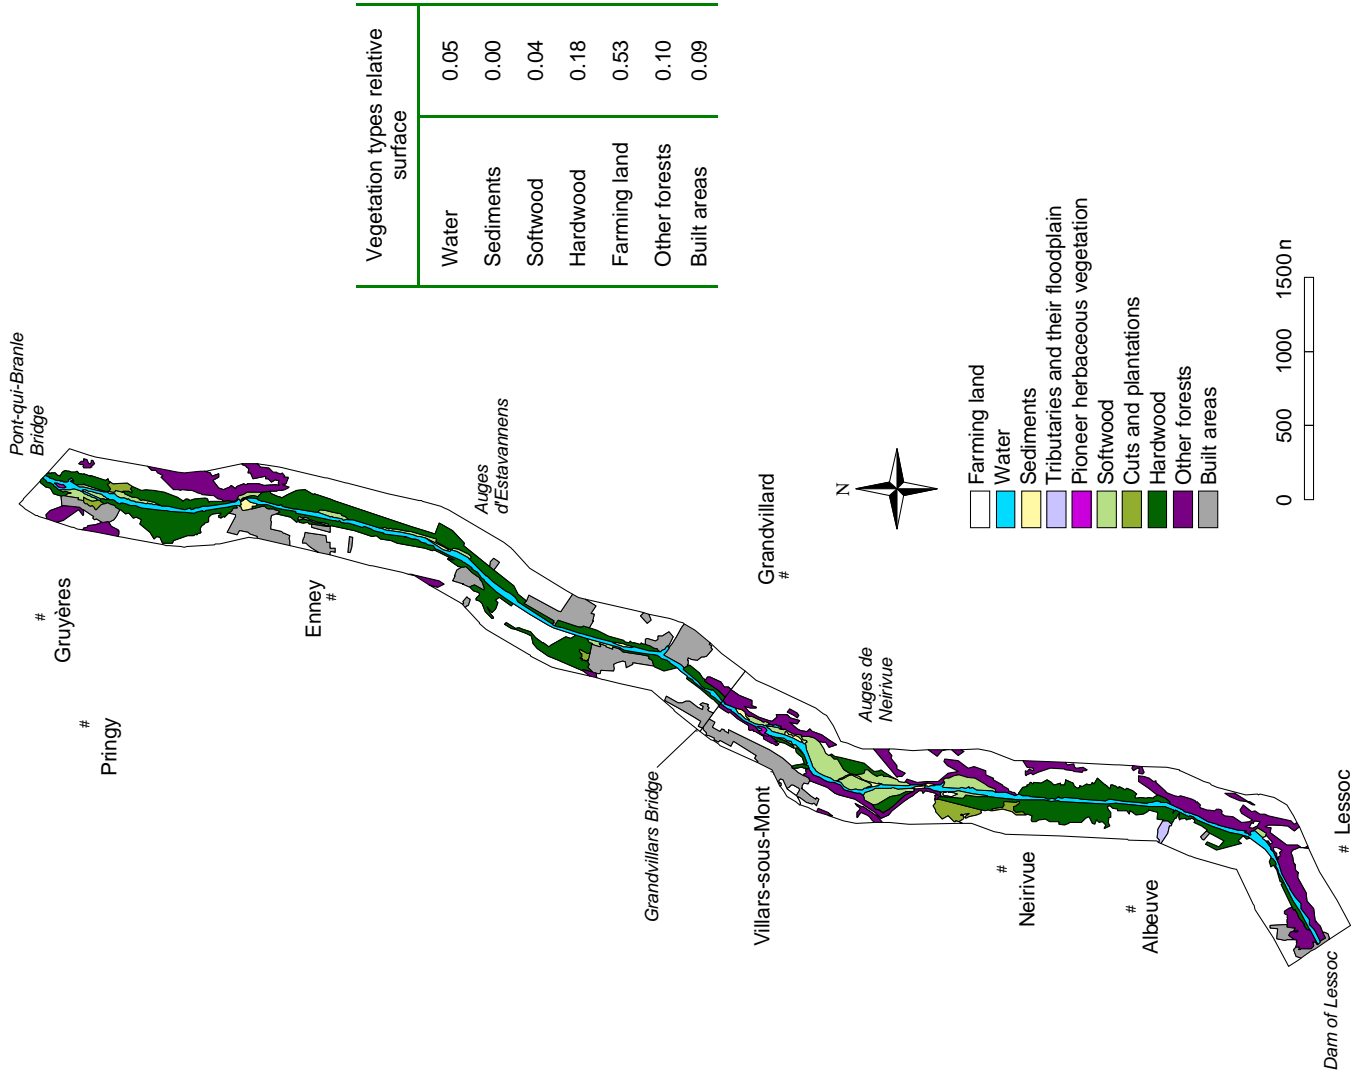 Vegetation types relative
surface
Water 0.05
Sediments 0.00
Softwood 0.04
Hardwood 0.18
Farming land 0.53
Other forests 0.10
Built areas 0.09
Pont-qui-Branle
Bridge
Gruyères
#
Pringy
#
Enney
#
Auges
d'Estavannens
Grandvillard
#
Grandvillars Bridge
Villars-sous-Mont
Auges de
Neirivue
Neirivue
#
Albeuve
#
Lessoc
#
Dam of Lessoc
N
Farming land
Water
Sediments
Tributaries and their floodplain
Pioneer herbaceous vegetation
Softwood
Cuts and plantations
Hardwood
Other forests
Built areas
0 500 1000 1500 n